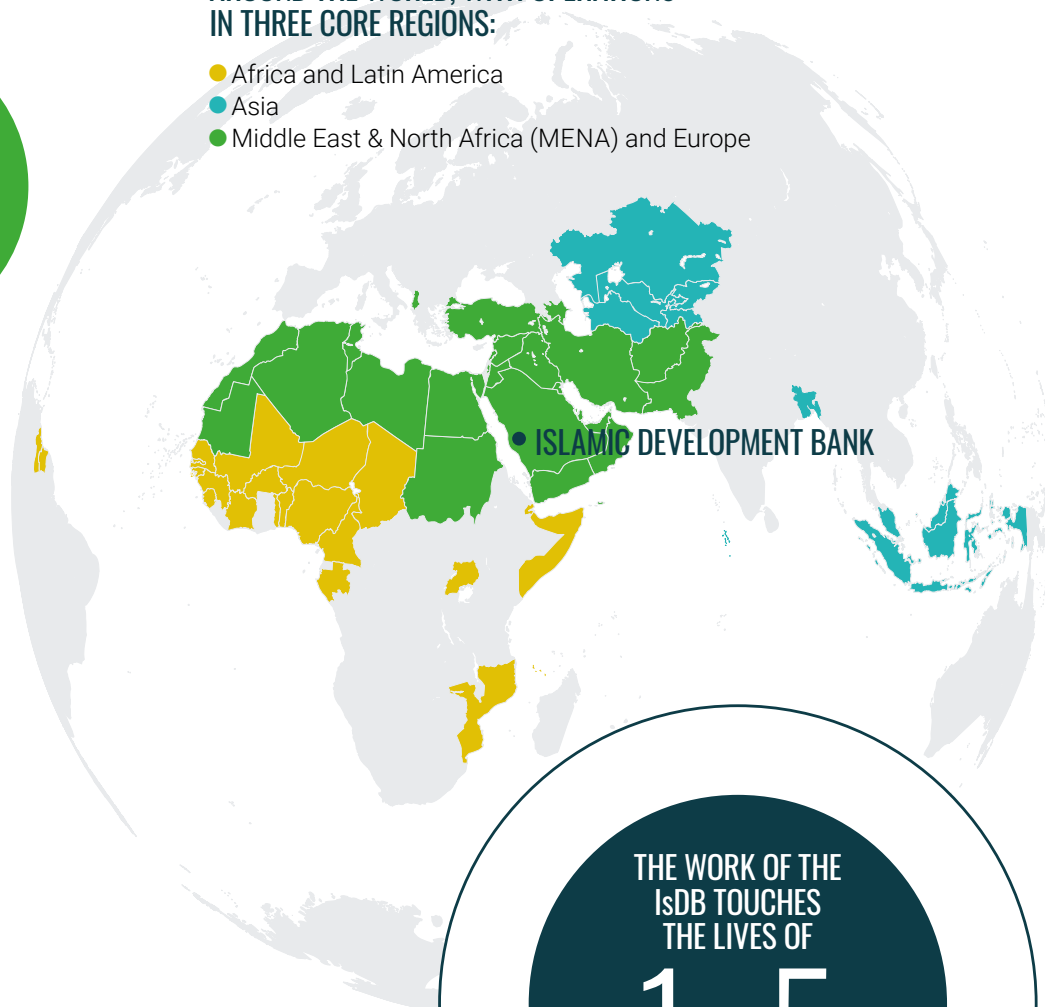 IN THREE CORE REGIONS:
Africa and Latin America
Asia
Middle East & North Africa (MENA) and Europe
ISLAMIC DEVELOPMENT BANK
THE WORK OF THE
IsDB TOUCHES
THE LIVES OF